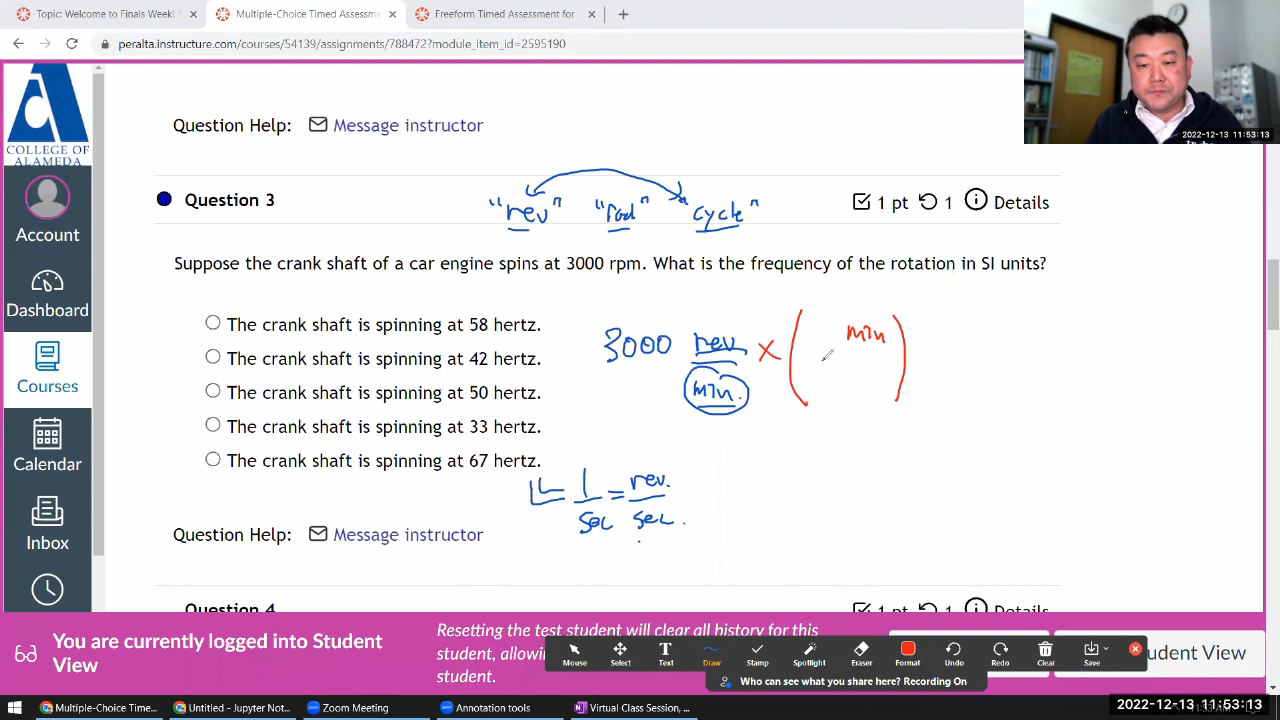 Topic: Welcome to Finals Week!
Multiple-Choice Timed Assessme
Freeform Timed Assessment for
peralta.instructure.com/courses/54139/assignments/788472?module_item_id=2595190
2022-12-13 11:53:13
COLLEGE OF
ALAMEDA
Account
Dashboard
Courses
Calendar
Inbox
Question Help: Message instructor
Question 3
"rev" "rad" "cycle"
1 pt 1 Details
Suppose the crank shaft of a car engine spins at 3000 rpm. What is the frequency of the rotation in SI units?
The crank shaft is spinning at 58 hertz.
The crank shaft is spinning at 42 hertz.
The crank shaft is spinning at 50 hertz.
The crank shaft is spinning at 33 hertz.
The crank shaft is spinning at 67 hertz.
3000 rev × ( min )
min.
1 = rev.
sec sec.
Question Help: Message instructor
Question 4
1 pt 1 Details
You are currently logged into Student
View
Resetting the test student will clear all history for this
student, allowin
student.
tudent View
Mouse Select Text Draw Stamp Spotlight Eraser Format Undo Redo Clear Save
Who can see what you share here? Recording On
Multiple-Choice Time...
Untitled - Jupyter Not...
Zoom Meeting
Annotation tools
Virtual Class Session, ...
2022-12-13 11:53:13